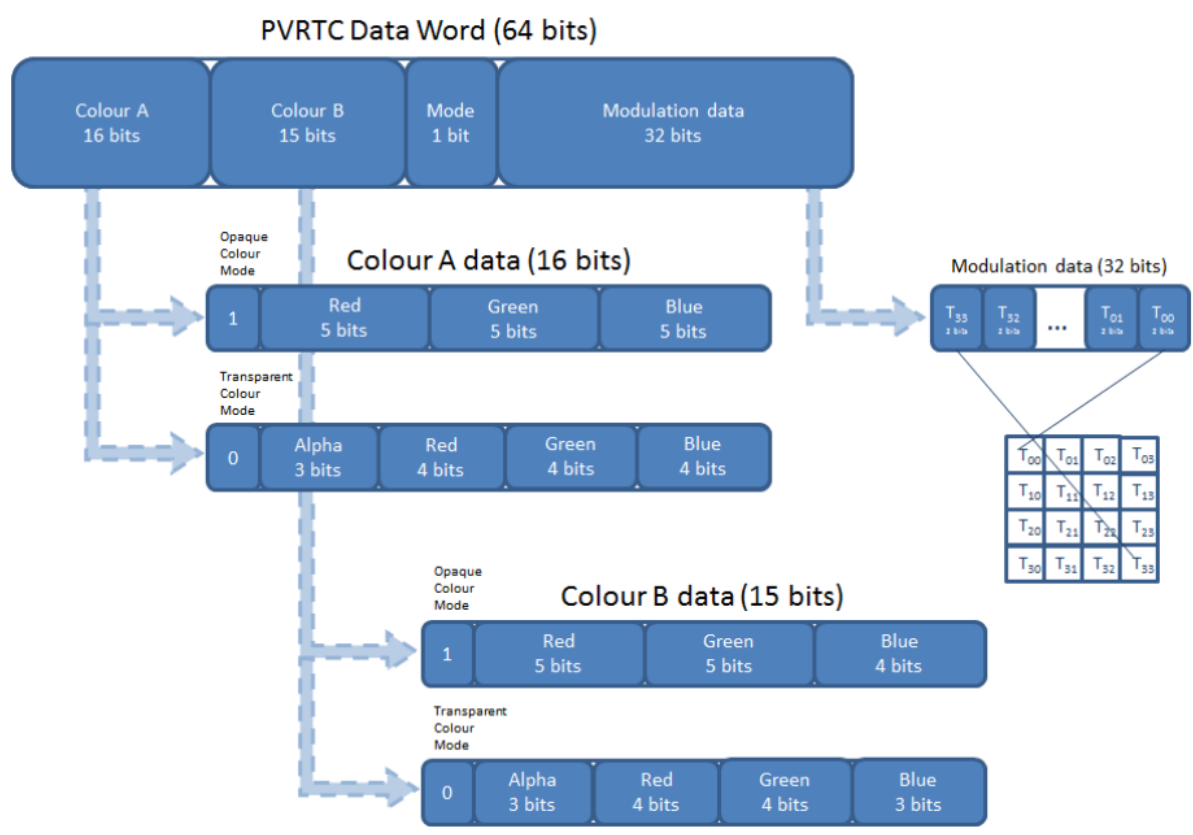 PVRTC Data Word (64 bits)
Colour A
16 bits
Colour B
15 bits
Mode
1 bit
Modulation data
32 bits
Opaque
Colour
Mode
Colour A data (16 bits)
1
Red
5 bits
Green
5 bits
Blue
5 bits
Modulation data (32 bits)
T33
2 bits
T32
2 bits
...
T01
2 bits
T00
2 bits
Transparent
Colour
Mode
0
Alpha
3 bits
Red
4 bits
Green
4 bits
Blue
4 bits
T00 T01 T02 T03
T10 T11 T12 T13
T20 T21 T22 T23
T30 T31 T32 T33
Opaque
Colour
Mode
Colour B data (15 bits)
1
Red
5 bits
Green
5 bits
Blue
4 bits
Transparent
Colour
Mode
0
Alpha
3 bits
Red
4 bits
Green
4 bits
Blue
3 bits